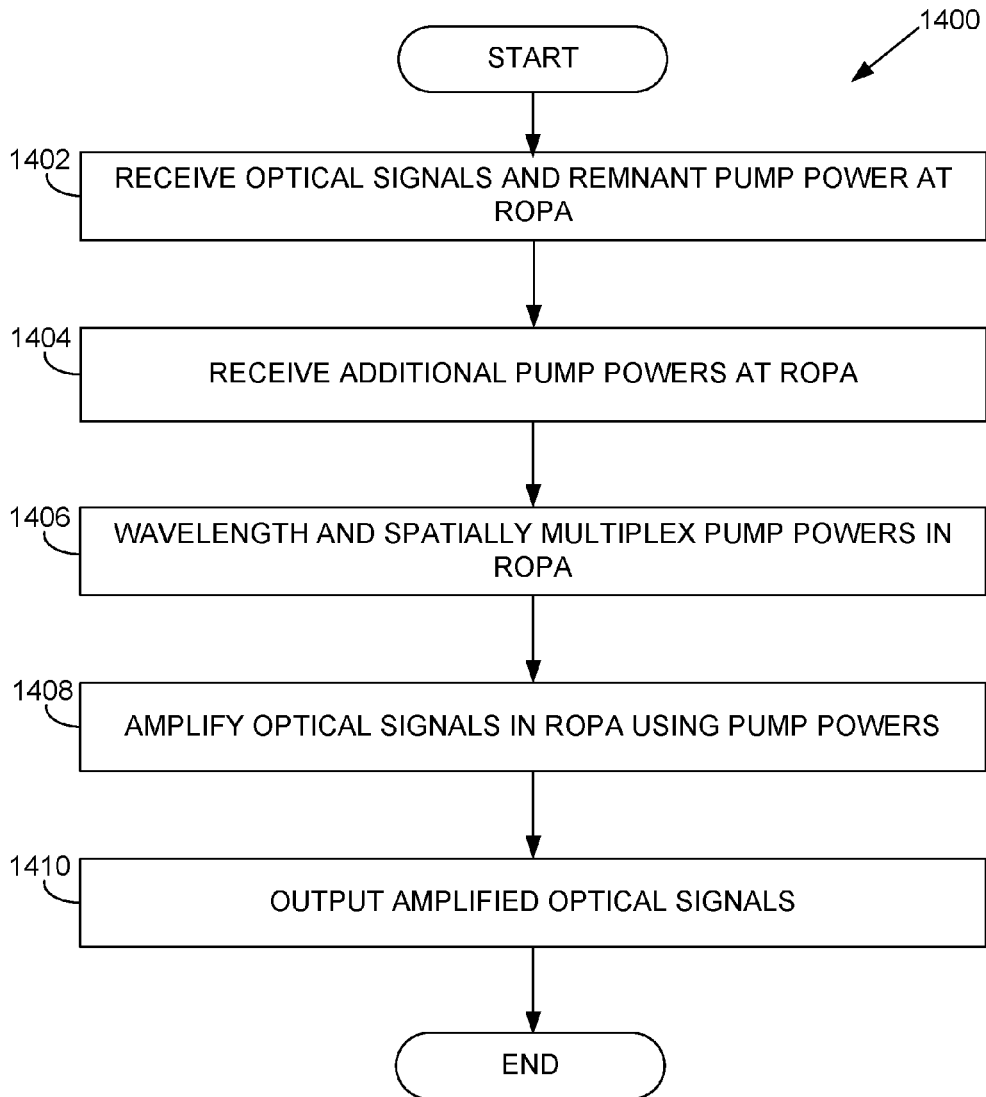 1400
START
1402
RECEIVE OPTICAL SIGNALS AND REMNANT PUMP POWER AT
ROPA
1404
RECEIVE ADDITIONAL PUMP POWERS AT ROPA
1406
WAVELENGTH AND SPATIALLY MULTIPLEX PUMP POWERS IN
ROPA
1408
AMPLIFY OPTICAL SIGNALS IN ROPA USING PUMP POWERS
1410
OUTPUT AMPLIFIED OPTICAL SIGNALS
END